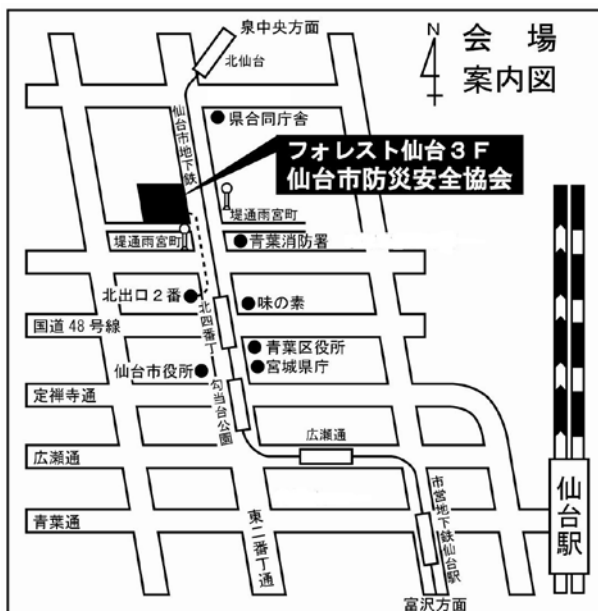 泉中央方面
北仙台
N
会場
案内図
仙台市地下鉄
県合同庁舎
フォレスト仙台3F
仙台市防災安全協会
堤通雨宮町
堤通雨宮町
青葉消防署
北出口2番
味の素
北四番丁
国道48号線
青葉区役所
宮城県庁
仙台市役所
定禅寺通
勾当台公園
広瀬通
広瀬通
市営地下鉄仙台駅
仙台駅
青葉通
東二番丁通
富沢方面